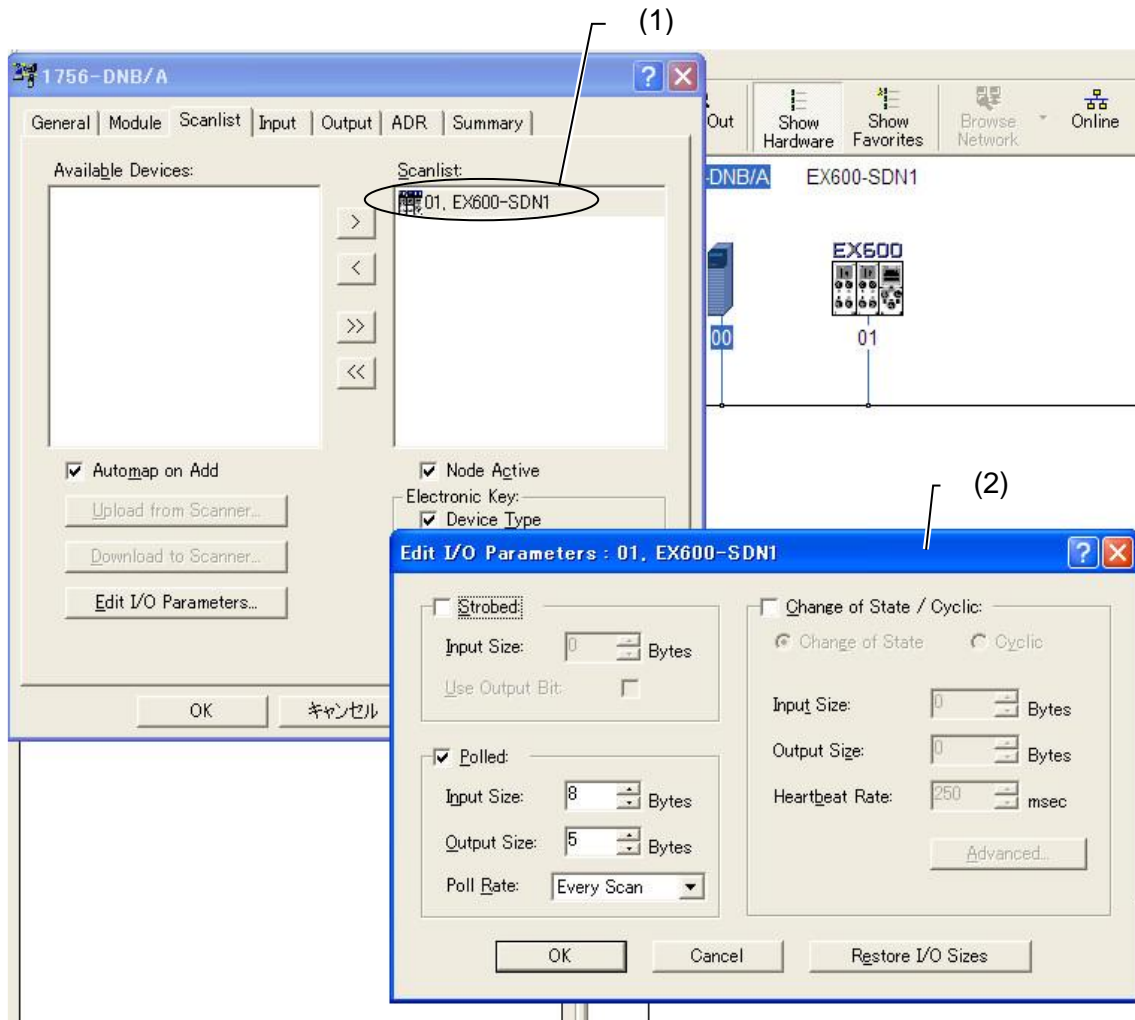 (1)
1756-DNB/A
General Module Scanlist Input Output ADR Summary
Available Devices:
Scanlist:
01, EX600-SDN1
>
<
>>
<<
Automap on Add
Upload from Scanner...
Download to Scanner...
Edit I/O Parameters...
Node Active
Electronic Key:
Device Type
OK
キャンセル
Out
Show Hardware
Show Favorites
Browse Network
Online
-DNB/A
EX600-SDN1
EX600
00
01
(2)
Edit I/O Parameters : 01, EX600-SDN1
Strobed:
Input Size: 0 Bytes
Use Output Bit:
Polled:
Input Size: 8 Bytes
Output Size: 5 Bytes
Poll Rate: Every Scan
Change of State / Cyclic:
Change of State Cyclic
Input Size: 0 Bytes
Output Size: 0 Bytes
Heartbeat Rate: 250 msec
Advanced...
OK Cancel Restore I/O Sizes